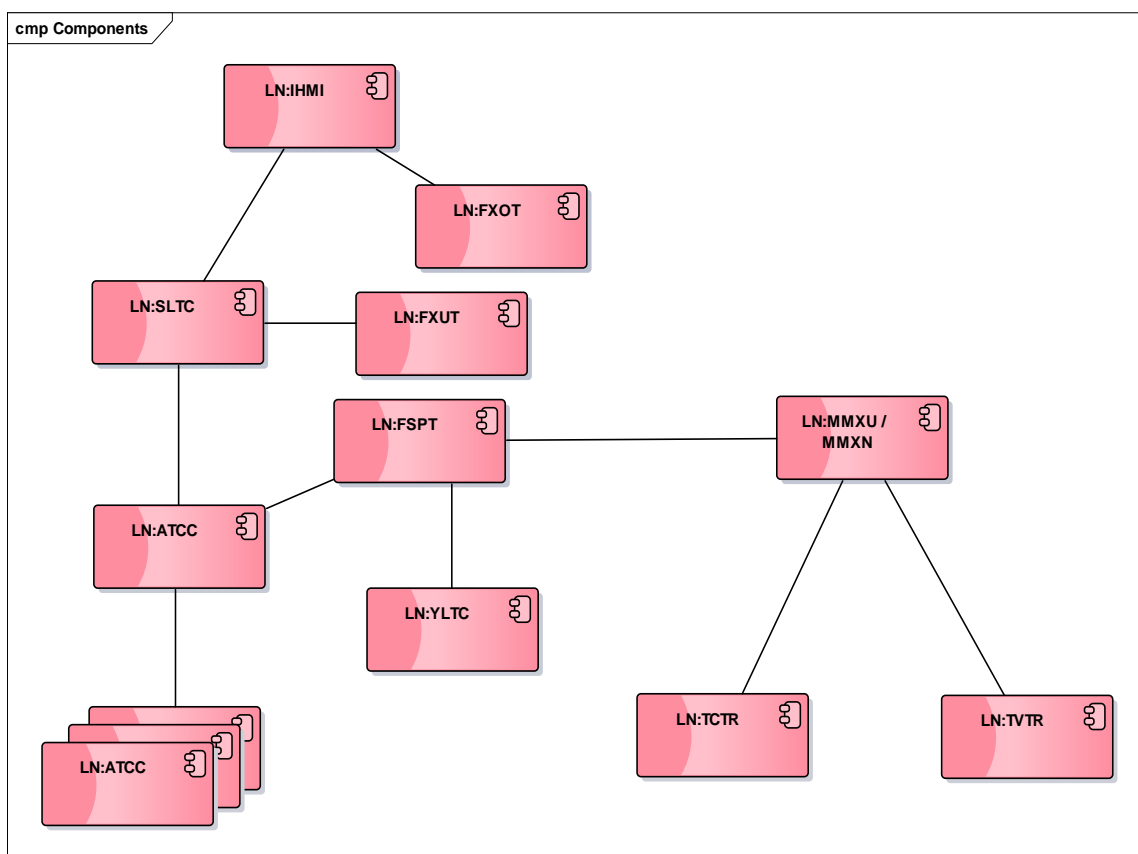 cmp Components
LN:IHMI
LN:FXOT
LN:SLTC
LN:FXUT
LN:FSPT
LN:MMXU /
MMXN
LN:ATCC
LN:YLTC
LN:TCTR
LN:TVTR
LN:ATCC